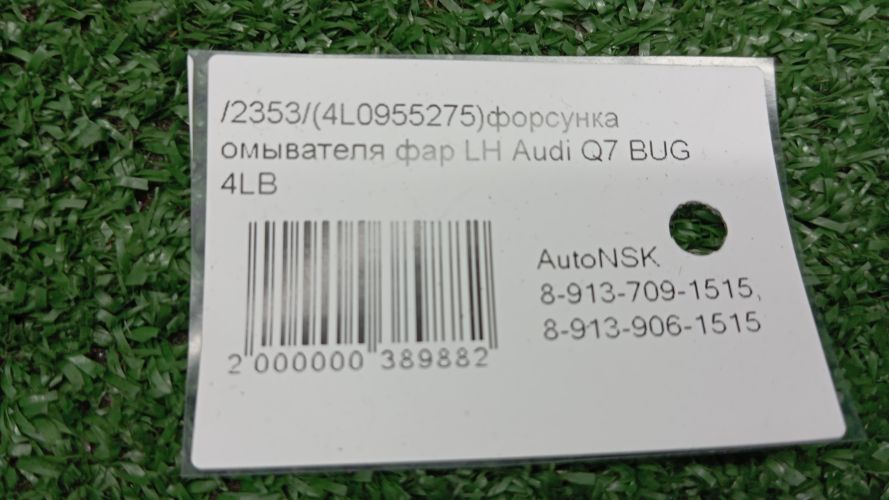 /2353/(4L0955275)форсунка
омывателя фар LH Audi Q7 BUG
4LB
AutoNSK
8-913-709-1515,
8-913-906-1515
2 000000 389882